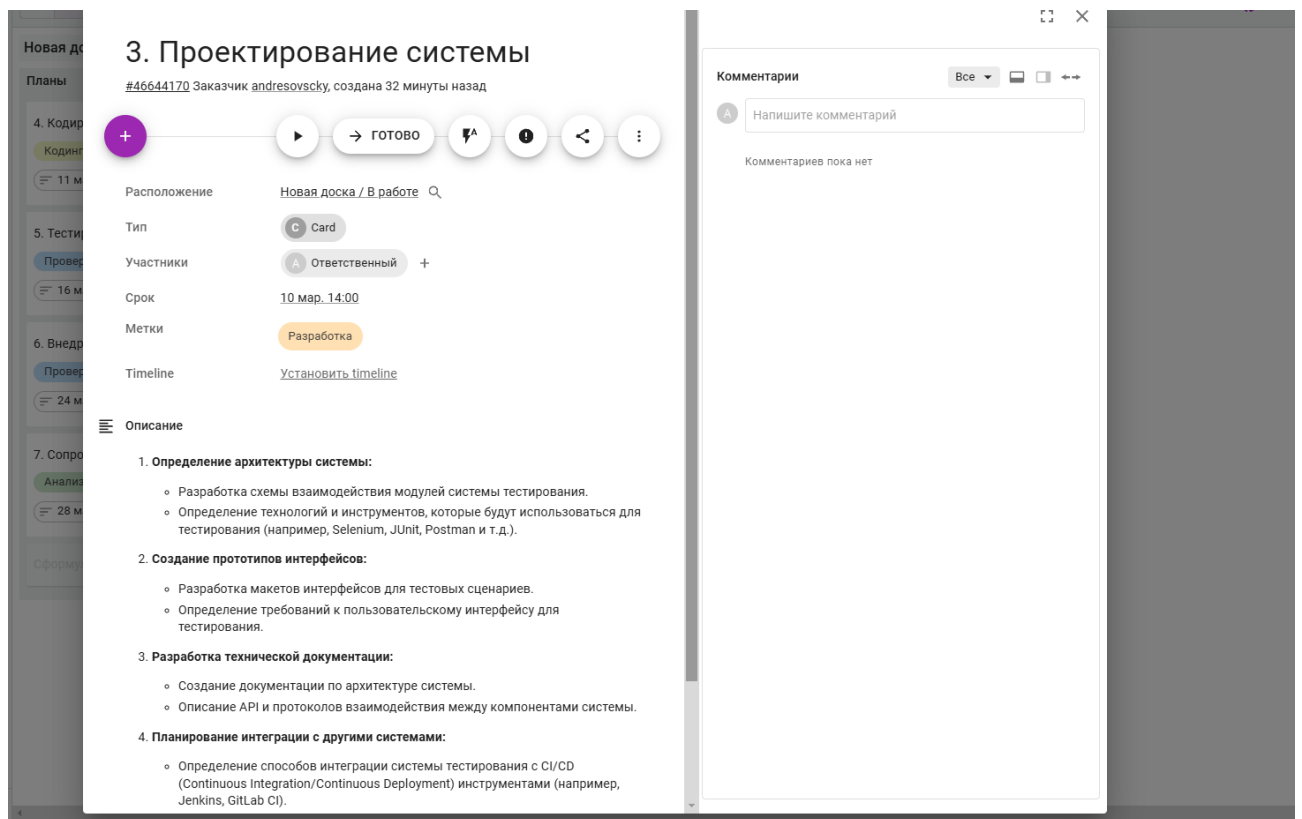 Новая
Планы
4. Кодир
Кодинг
11 м
5. Тести
Провер
16 м
6. Внедр
Провер
24 м
7. Сопро
Анализ
28 м
3. Проектирование системы
#46644170 Заказчик andresovscky, создана 32 минуты назад
+ → ГОТОВО
Расположение Новая доска / В работе
Тип C Card
Участники A Ответственный +
Срок 10 мар. 14:00
Метки Разработка
Timeline Установить timeline
Описание
1. Определение архитектуры системы:
Разработка схемы взаимодействия модулей системы тестирования.
Определение технологий и инструментов, которые будут использоваться для
тестирования (например, Selenium, JUnit, Postman и т.д.).
2. Создание прототипов интерфейсов:
Разработка макетов интерфейсов для тестовых сценариев.
Определение требований к пользовательскому интерфейсу для
тестирования.
3. Разработка технической документации:
Создание документации по архитектуре системы.
Описание API и протоколов взаимодействия между компонентами системы.
4. Планирование интеграции с другими системами:
Определение способов интеграции системы тестирования с CI/CD
(Continuous Integration/Continuous Deployment) инструментами (например,
Jenkins, GitLab CI).
Комментарии Все
A Напишите комментарий
Комментариев пока нет